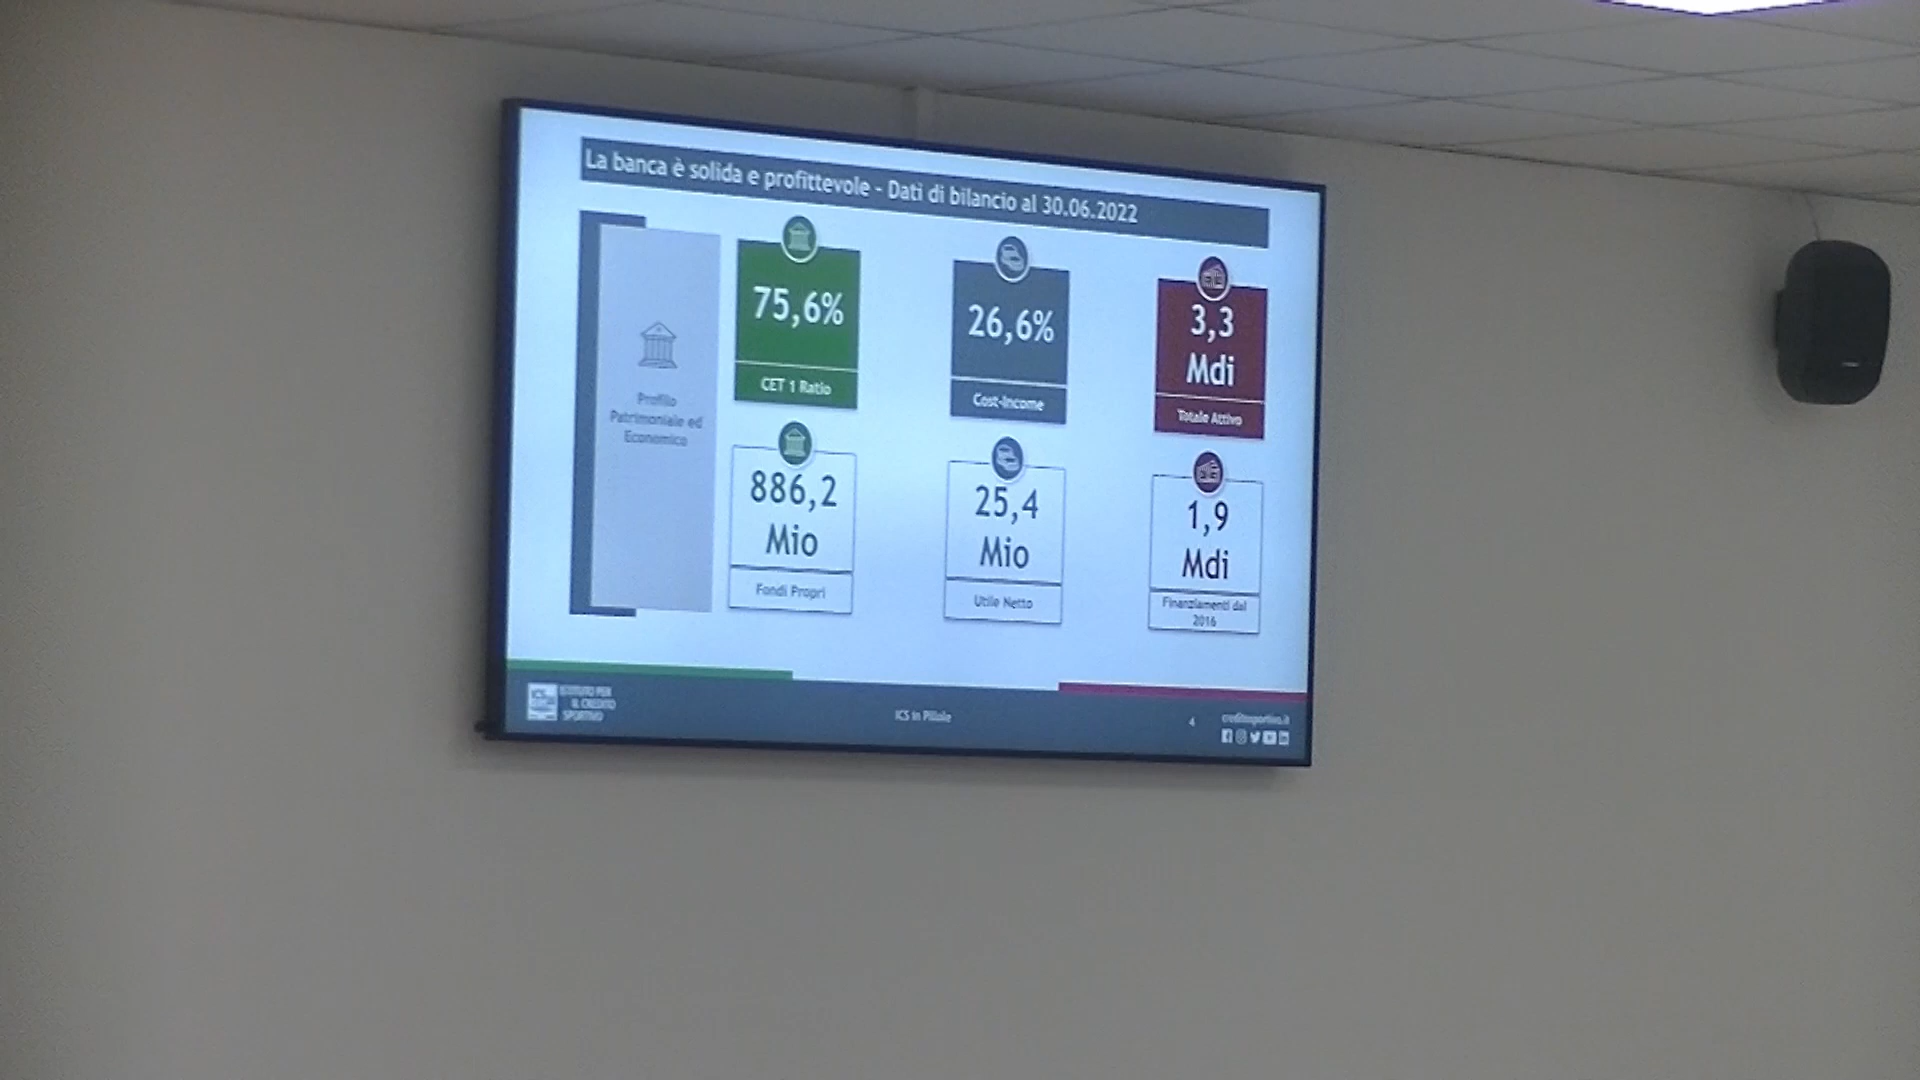 La banca è solida e profittevole - Dati di bilancio al 30.06.2022
Profilo
Patrimoniale ed
Economico
75,6%
CET 1 Ratio
26,6%
Cost-Income
3,3
Mdi
Totale Attivo
886,2
Mio
Fondi Propri
25,4
Mio
Utile Netto
1,9
Mdi
Finanziamenti dal
2016
ISTITUTO PER
IL CREDITO
SPORTIVO
ICS in Pillole
4
creditosportivo.it